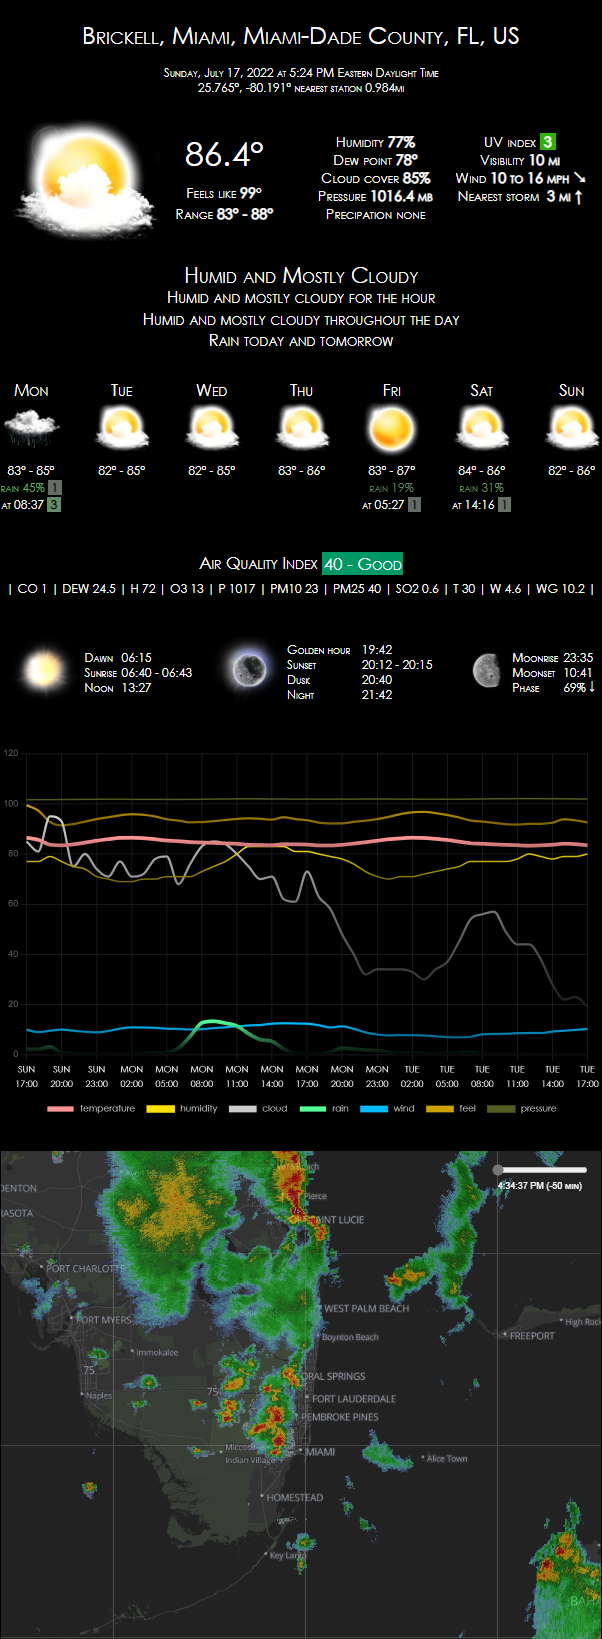 Brickell, Miami, Miami-Dade County, FL, US
Sunday, July 17, 2022 at 5:24 PM Eastern Daylight Time
25.765°, -80.191° nearest station 0.984mi
86.4°
Feels like 99°
Range 83° - 88°
Humidity 77%
Dew point 78°
Cloud cover 85%
Pressure 1016.4 mb
Precipation none
UV index 3
Visibility 10 mi
Wind 10 to 16 mph ↘
Nearest storm 3 mi ↑
Humid and Mostly Cloudy
Humid and mostly cloudy for the hour
Humid and mostly cloudy throughout the day
Rain today and tomorrow
Mon Tue Wed Thu Fri Sat Sun
83° - 85° 82° - 85° 82° - 85° 83° - 86° 83° - 87° 84° - 86° 82° - 86°
rain 45% 1 rain 19% rain 31%
at 08:37 3 at 05:27 1 at 14:16 1
Air Quality Index 40 - Good
| CO 1 | DEW 24.5 | H 72 | O3 13 | P 1017 | PM10 23 | PM25 40 | SO2 0.6 | T 30 | W 4.6 | WG 10.2 |
Dawn 06:15
Sunrise 06:40 - 06:43
Noon 13:27
Golden hour 19:42
Sunset 20:12 - 20:15
Dusk 20:40
Night 21:42
Moonrise 23:35
Moonset 10:41
Phase 69% ↓
120
100
80
60
40
20
0
SUN SUN SUN MON MON MON MON MON MON MON MON TUE TUE TUE TUE TUE TUE
17:00 20:00 23:00 02:00 05:00 08:00 11:00 14:00 17:00 20:00 23:00 02:00 05:00 08:00 11:00 14:00 17:00
temperature humidity cloud rain wind feel pressure
4:34:37 PM (-50 min)
DENTON
RASOTA
Pierce
SAINT LUCIE
PORT CHARLOTTE
WEST PALM BEACH
High Rock
FORT MYERS
Boynton Beach
FREEPORT
Immokalee
75
CORAL SPRINGS
75
Naples
FORT LAUDERDALE
PEMBROKE PINES
Miccosu
Indian Village
MIAMI
Alice Town
HOMESTEAD
Key Largo
BAH